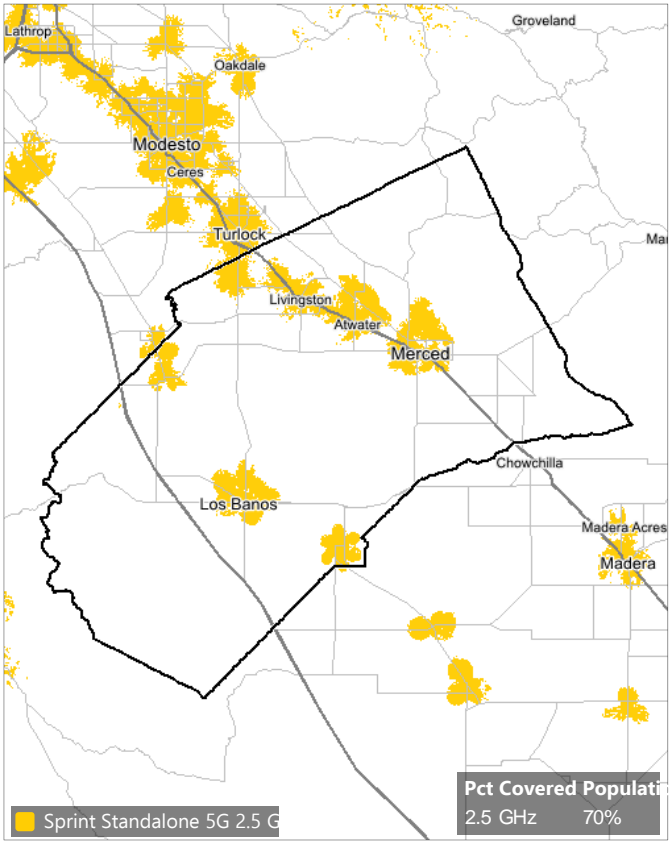 Groveland
Lathrop
Oakdale
Modesto
Ceres
Turlock
Livingston
Atwater
Merced
Chowchilla
Los Banos
Madera Acres
Madera
Pct Covered Populati
2.5 GHz 70%
Sprint Standalone 5G 2.5 G